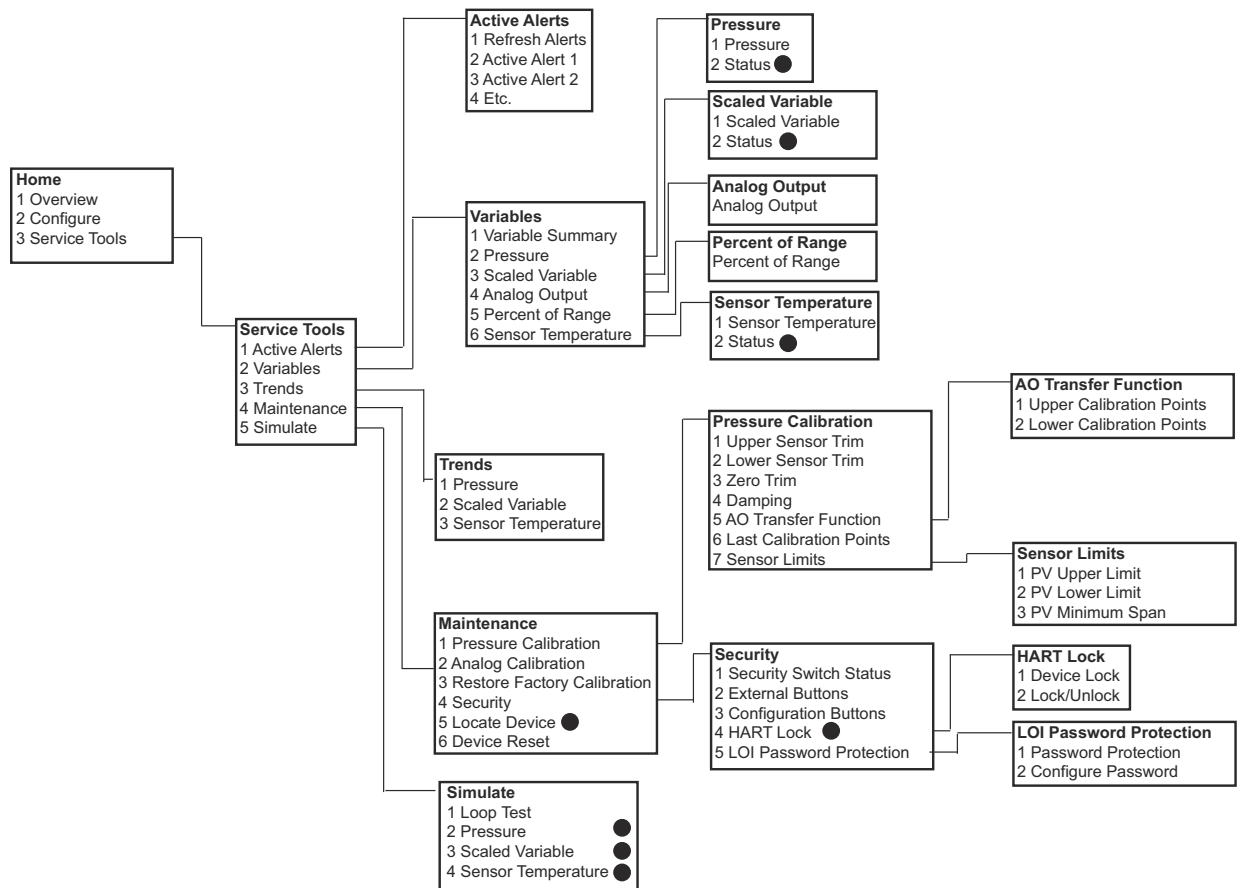 Home
1 Overview
2 Configure
3 Service Tools
Service Tools
1 Active Alerts
2 Variables
3 Trends
4 Maintenance
5 Simulate
Active Alerts
1 Refresh Alerts
2 Active Alert 1
3 Active Alert 2
4 Etc.
Variables
1 Variable Summary
2 Pressure
3 Scaled Variable
4 Analog Output
5 Percent of Range
6 Sensor Temperature
Trends
1 Pressure
2 Scaled Variable
3 Sensor Temperature
Maintenance
1 Pressure Calibration
2 Analog Calibration
3 Restore Factory Calibration
4 Security
5 Locate Device
6 Device Reset
Simulate
1 Loop Test
2 Pressure
3 Scaled Variable
4 Sensor Temperature
Pressure
1 Pressure
2 Status
Scaled Variable
1 Scaled Variable
2 Status
Analog Output
Analog Output
Percent of Range
Percent of Range
Sensor Temperature
1 Sensor Temperature
2 Status
Pressure Calibration
1 Upper Sensor Trim
2 Lower Sensor Trim
3 Zero Trim
4 Damping
5 AO Transfer Function
6 Last Calibration Points
7 Sensor Limits
Security
1 Security Switch Status
2 External Buttons
3 Configuration Buttons
4 HART Lock
5 LOI Password Protection
AO Transfer Function
1 Upper Calibration Points
2 Lower Calibration Points
Sensor Limits
1 PV Upper Limit
2 PV Lower Limit
3 PV Minimum Span
HART Lock
1 Device Lock
2 Lock/Unlock
LOI Password Protection
1 Password Protection
2 Configure Password